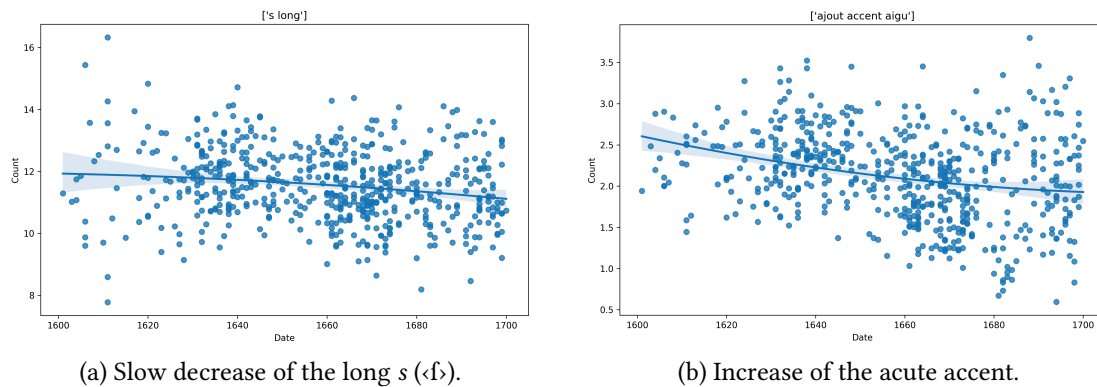 ['s long'] ['ajout accent aigu']
16
14
12
10
8
Count
1600 1620 1640 1660 1680 1700
Date
3.5
3.0
2.5
2.0
1.5
1.0
0.5
Count
1600 1620 1640 1660 1680 1700
Date
(a) Slow decrease of the long s (‹ſ›).
(b) Increase of the acute accent.